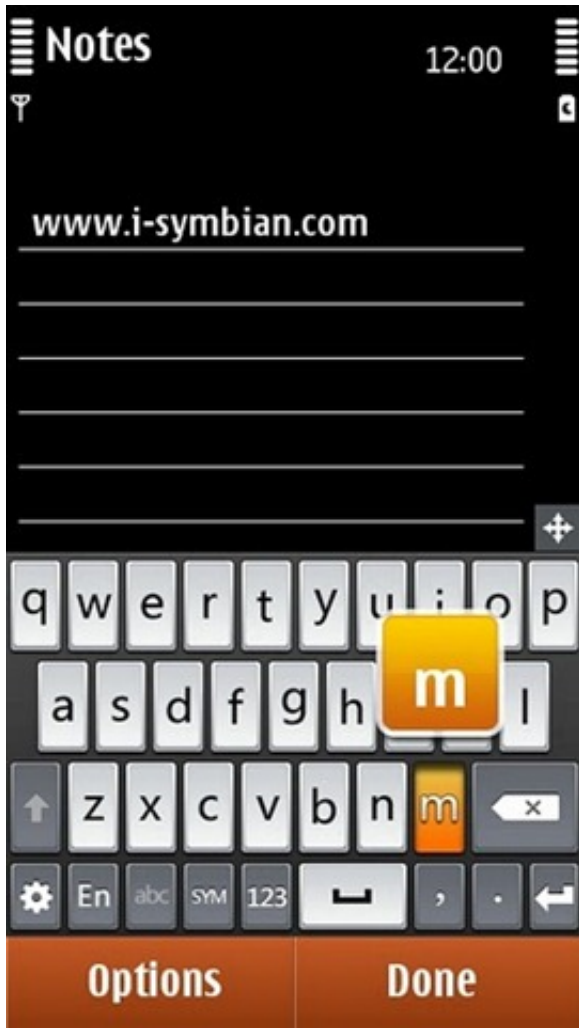 Notes
12:00
www.i-symbian.com
q w e r t y u i o p
m
a s d f g h l
z x c v b n m
En abc SYM 123 , .
Options Done